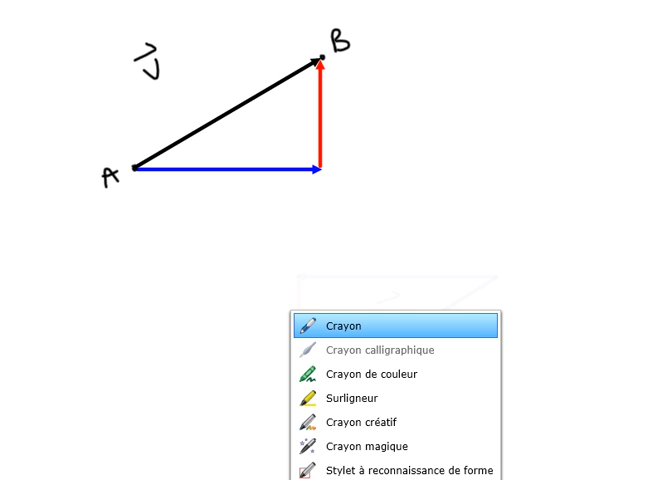 B
v
A
Crayon
Crayon calligraphique
Crayon de couleur
Surligneur
Crayon créatif
Crayon magique
Stylet à reconnaissance de forme